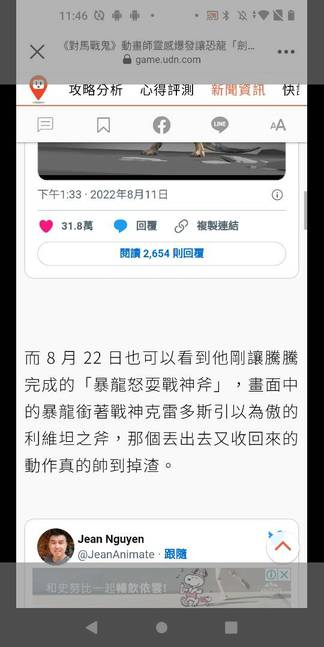 11:46
《對馬戰鬼》動畫師靈感爆發讓恐龍「劍...
game.udn.com
攻略分析 心得評測 新聞資訊 快訊
LINE
AA
下午1:33 · 2022年8月11日
31.8萬 回覆 複製連結
閱讀 2,654 則回覆
而 8 月 22 日也可以看到他剛讓騰騰
完成的「暴龍怒耍戰神斧」，畫面中
的暴龍銜著戰神克雷多斯引以為傲的
利維坦之斧，那個丟出去又收回來的
動作真的帥到掉渣。
Jean Nguyen
@JeanAnimate · 跟隨
和史努比一起暢飲依雲!